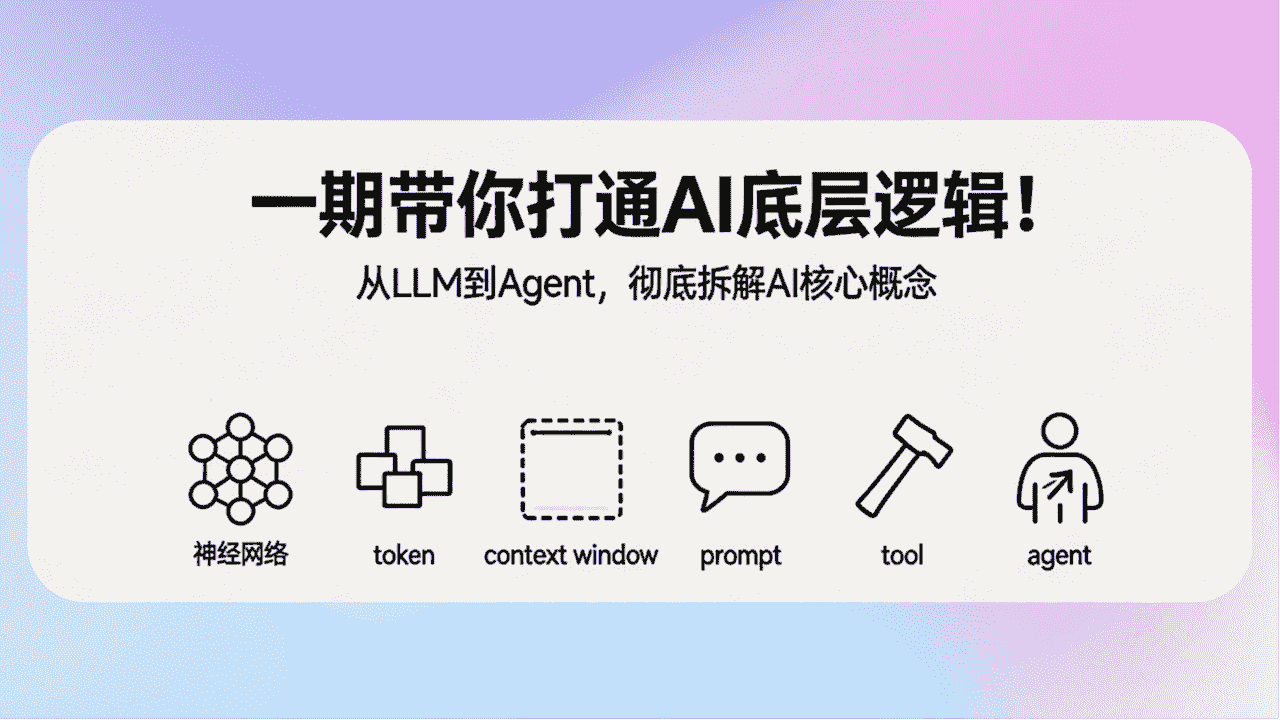 一期带你打通AI底层逻辑！
从LLM到Agent，彻底拆解AI核心概念
神经网络
token
context window
prompt
tool
agent